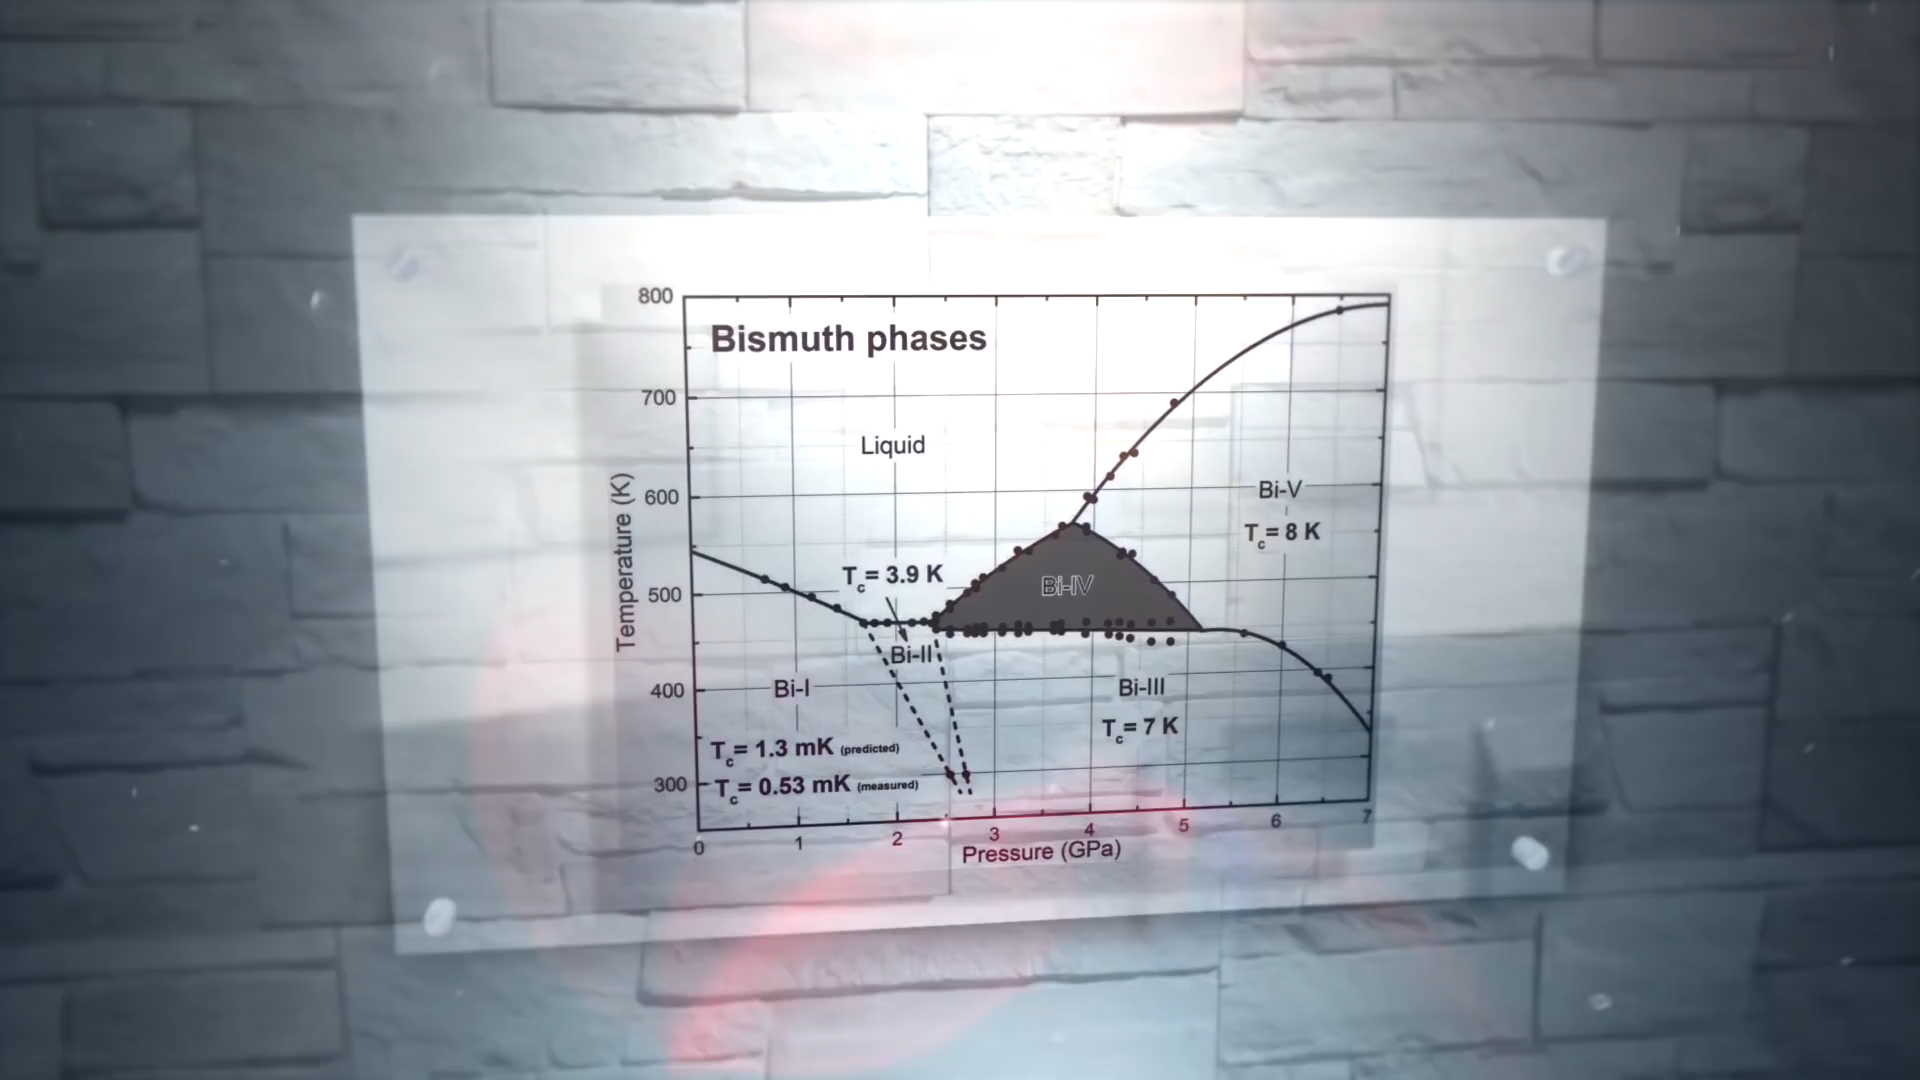 Bismuth phases
800
700
600
500
400
300
Temperature (K)
Liquid
Bi-V
Tc= 8 K
Tc= 3.9 K
Bi-IV
Bi-II
Bi-I
Bi-III
Tc= 7 K
Tc= 1.3 mK (predicted)
Tc= 0.53 mK (measured)
0 1 2 3 4 5 6 7
Pressure (GPa)